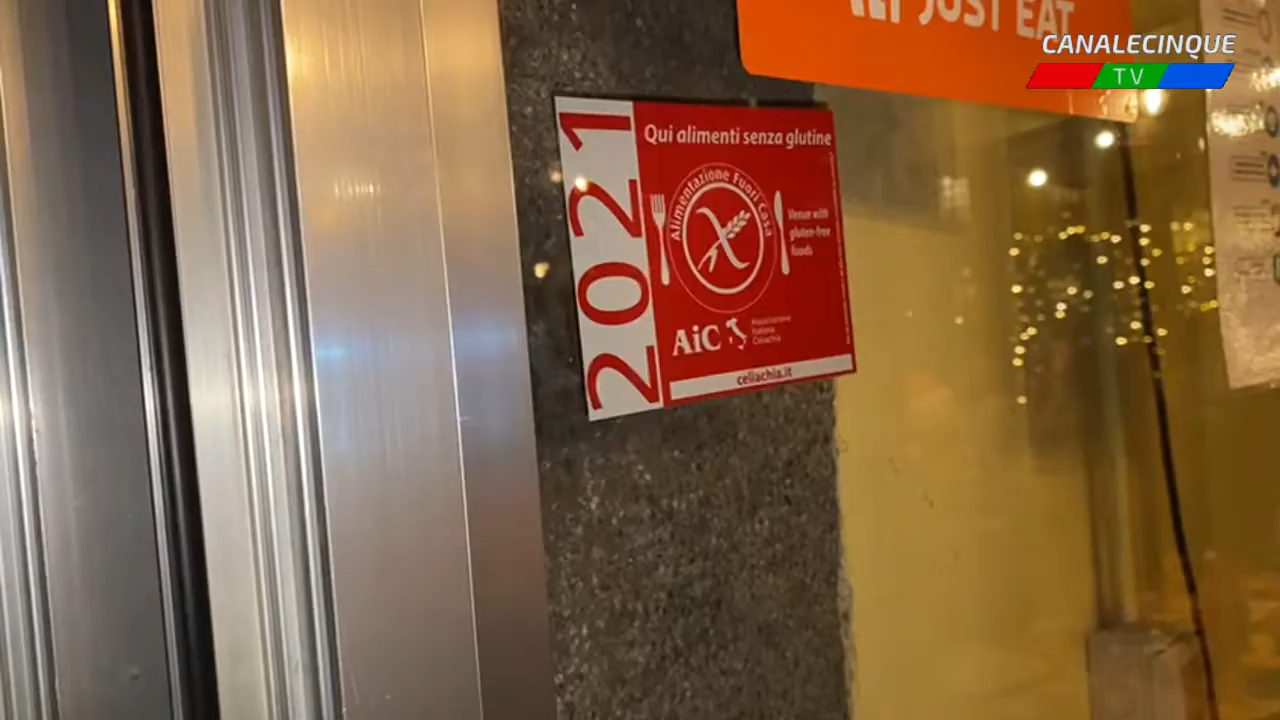 JUST EAT
CANALECINQUE
TV
2021
Qui alimenti senza glutine
Alimentazione Fuori Casa
Venue with
gluten-free
foods
AiC
Associazione
Italiana
Celiachia
celiachia.it